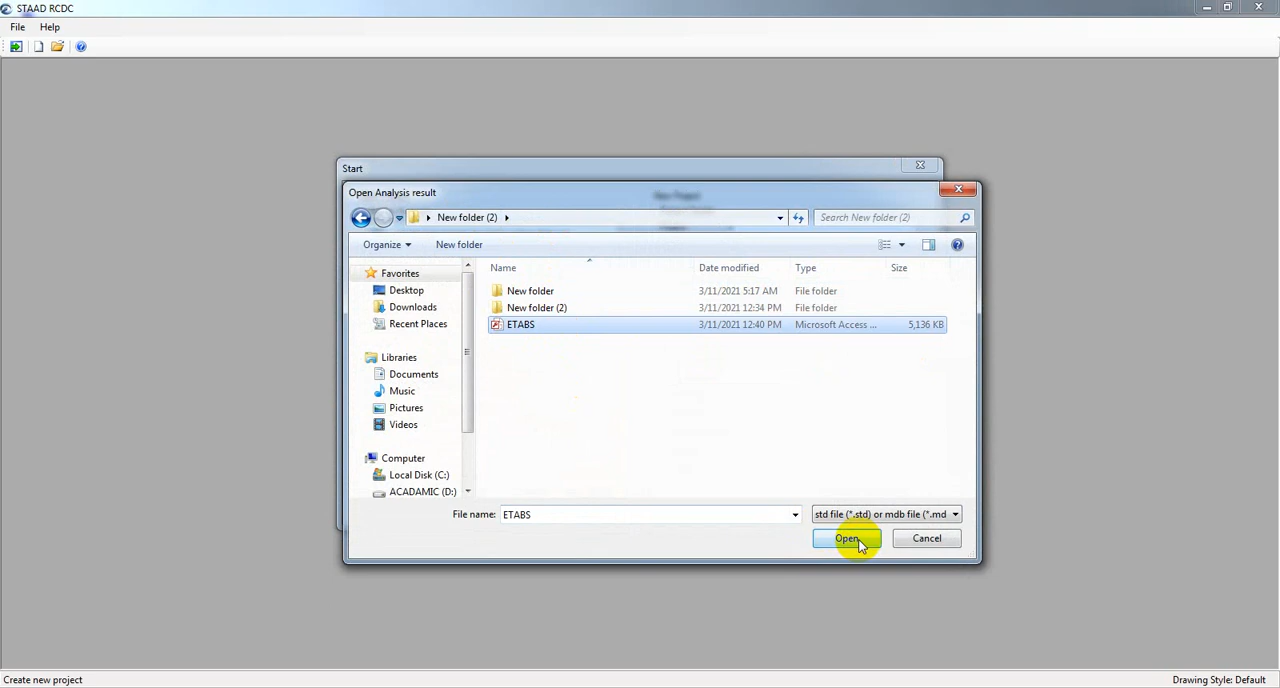 STAAD RCDC
File Help
Start
Open Analysis result
New folder (2)
Search New folder (2)
Organize
New folder
Name Date modified Type Size
Favorites
Desktop
Downloads
Recent Places
Libraries
Documents
Music
Pictures
Videos
Computer
Local Disk (C:)
ACADAMIC (D:)
New folder 3/11/2021 5:17 AM File folder
New folder (2) 3/11/2021 12:34 PM File folder
ETABS 3/11/2021 12:40 PM Microsoft Access ... 5,136 KB
File name: ETABS
std file (*.std) or mdb file (*.md
Open Cancel
Create new project
Drawing Style: Default